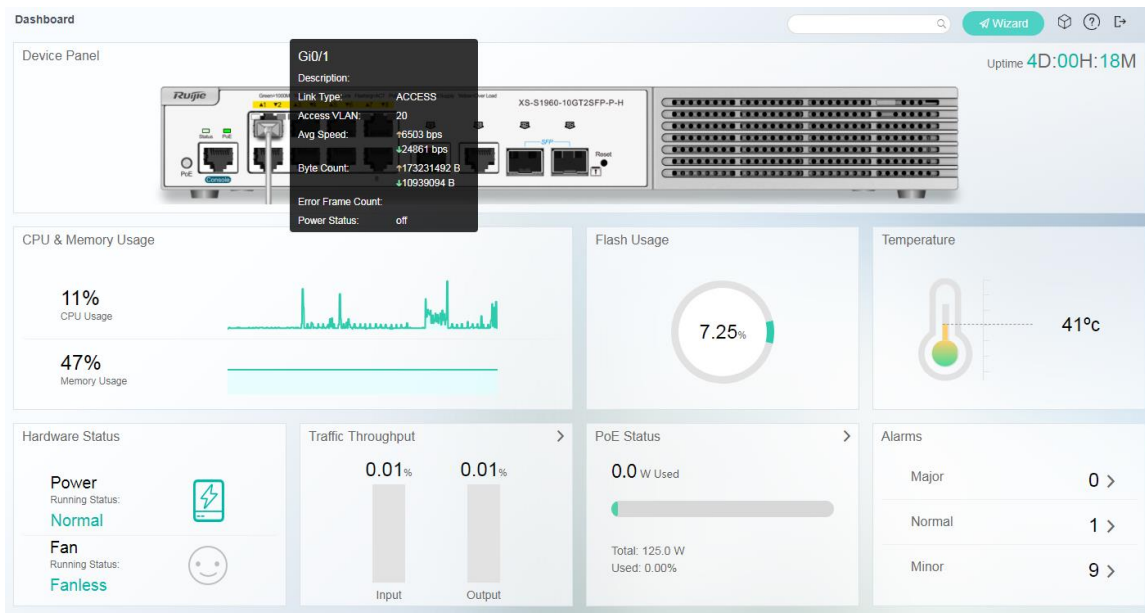 Dashboard
Wizard
Device Panel
Uptime 4D:00H:18M
Gi0/1
Description:
Link Type: ACCESS
Access VLAN: 20
Avg Speed: ↑6503 bps
↓24861 bps
Byte Count: ↑173231492 B
↓10939094 B
Error Frame Count:
Power Status: off
Ruijie
XS-S1960-10GT2SFP-P-H
Status PoE
SFP
Reset
PoE
Console
CPU & Memory Usage
11%
CPU Usage
47%
Memory Usage
Flash Usage
7.25%
Temperature
41°c
Hardware Status
Power
Running Status:
Normal
Fan
Running Status:
Fanless
Traffic Throughput
0.01% 0.01%
Input Output
PoE Status
0.0 W Used
Total: 125.0 W
Used: 0.00%
Alarms
Major 0
Normal 1
Minor 9